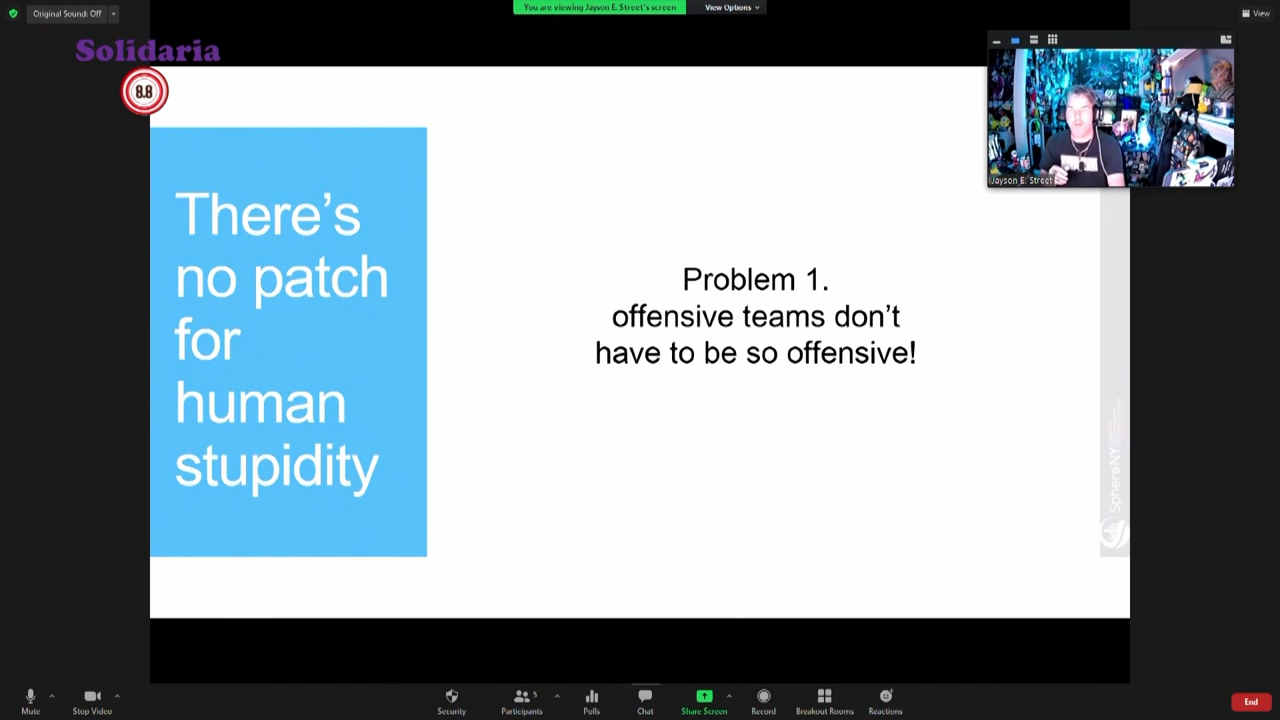 Original Sound: Off
You are viewing Jayson E. Street's screen
View Options
View
Solidaria
8.8
There's
no patch
for
human
stupidity
Problem 1.
offensive teams don't
have to be so offensive!
Jayson E. Street
SphereNY
Mute
Stop Video
Security
Participants
5
Polls
Chat
Share Screen
Record
Breakout Rooms
Reactions
End